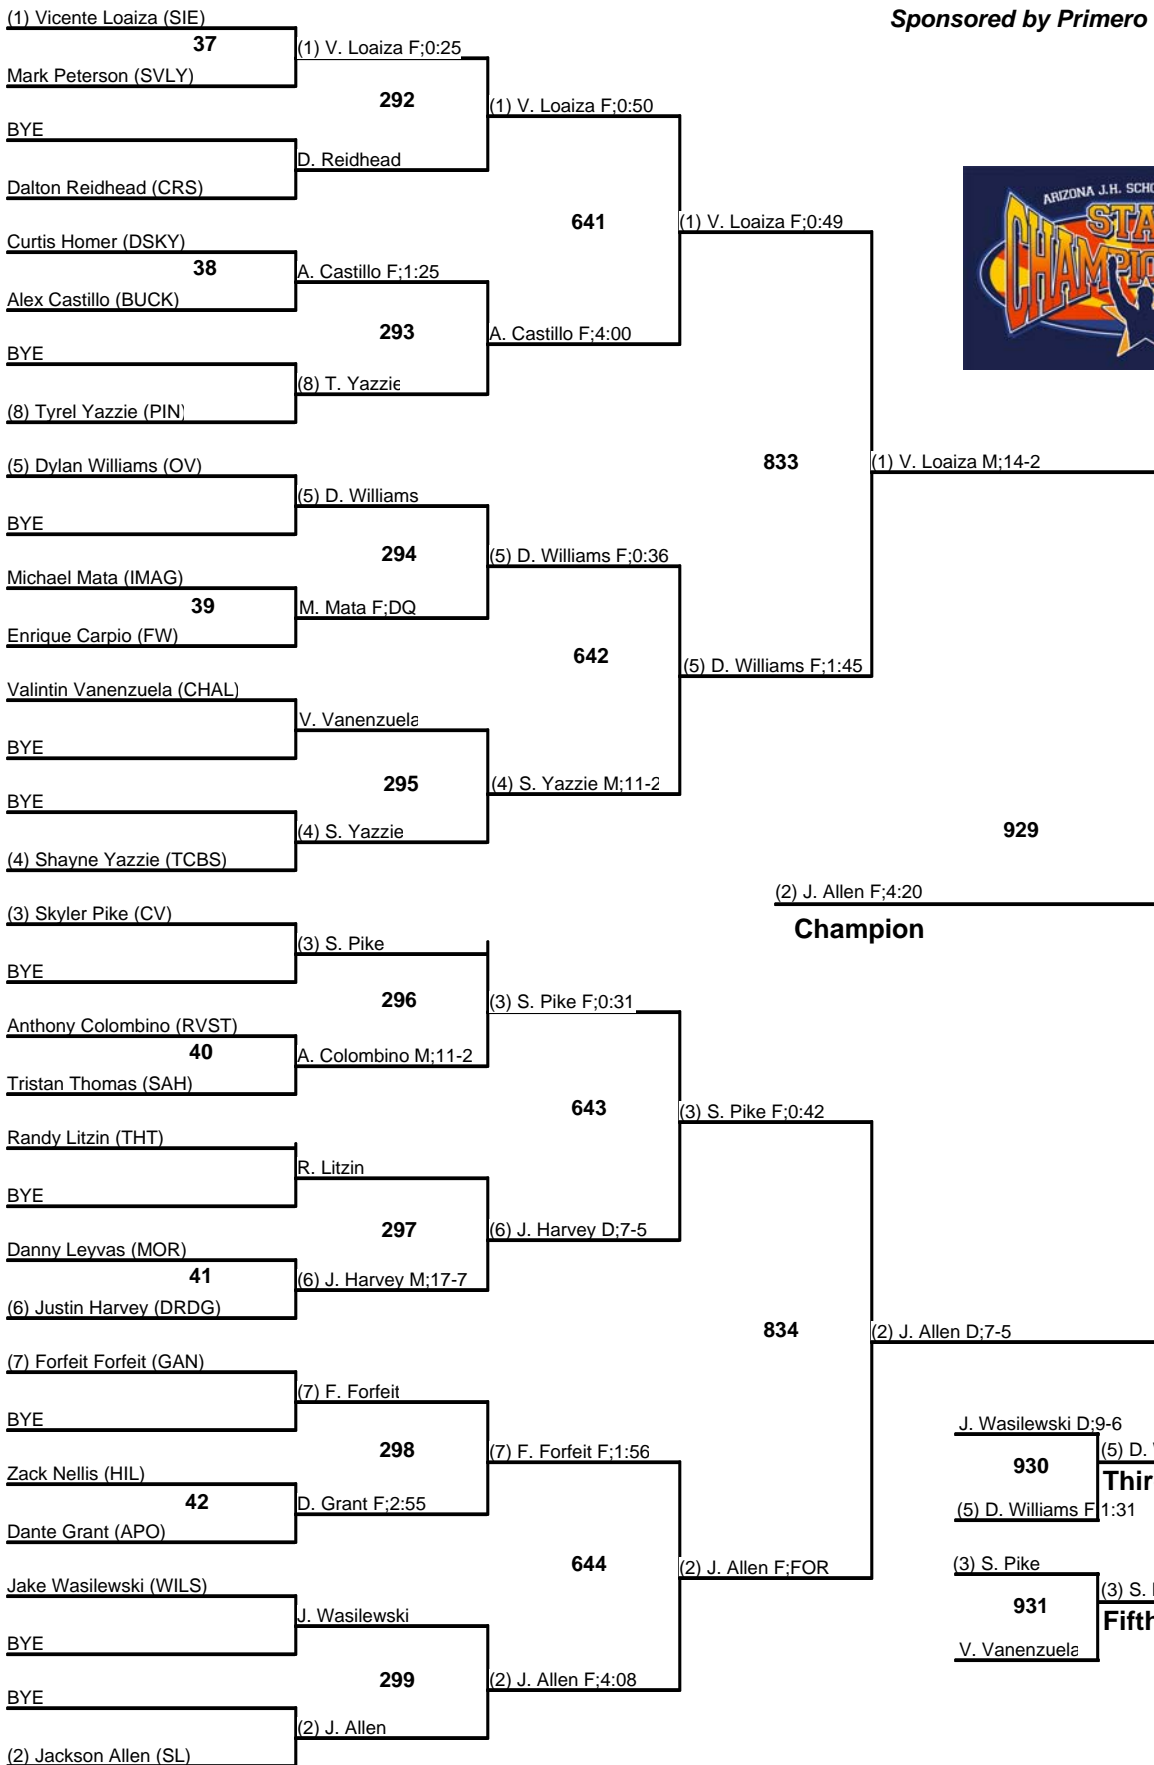 Sponsored by Primero
ARIZONA J.H.
(1) Vicente Loaiza (SIE)
37
Mark Peterson (SVLY)
(1) V. Loaiza F;0:25
292
BYE
D. Reidhead
Dalton Reidhead (CRS)
(1) V. Loaiza F;0:50
641
Curtis Homer (DSKY)
38
Alex Castillo (BUCK)
A. Castillo F;1:25
293
A. Castillo F;4:00
BYE
(8) T. Yazzie
(8) Tyrel Yazzie (PIN)
(1) V. Loaiza F;0:49
833
(5) Dylan Williams (OV)
(5) D. Williams
BYE
294
(5) D. Williams F;0:36
Michael Mata (IMAG)
39
M. Mata F;DQ
Enrique Carpio (FW)
642
(5) D. Williams F;1:45
Valintin Vanenzuela (CHAL)
V. Vanenzuela
BYE
295
(4) S. Yazzie M;11-2
BYE
(4) S. Yazzie
(4) Shayne Yazzie (TCBS)
(1) V. Loaiza M;14-2
929
(2) J. Allen F;4:20
Champion
(3) Skyler Pike (CV)
(3) S. Pike
BYE
296
(3) S. Pike F;0:31
Anthony Colombino (RVST)
40
A. Colombino M;11-2
Tristan Thomas (SAH)
643
(3) S. Pike F;0:42
Randy Litzin (THT)
R. Litzin
BYE
297
(6) J. Harvey D;7-5
Danny Leyvas (MOR)
41
(6) J. Harvey M;17-7
(6) Justin Harvey (DRDG)
834
(2) J. Allen D;7-5
(7) Forfeit Forfeit (GAN)
(7) F. Forfeit
BYE
298
(7) F. Forfeit F;1:56
Zack Nellis (HIL)
42
D. Grant F;2:55
Dante Grant (APO)
644
(2) J. Allen F;FOR
Jake Wasilewski (WILS)
J. Wasilewski
BYE
299
(2) J. Allen F;4:08
BYE
(2) J. Allen
(2) Jackson Allen (SL)
J. Wasilewski D;9-6
930
(5) D.
Thir
(5) D. Williams F;1:31
(3) S. Pike
931
(3) S.
Fifth
V. Vanenzuela